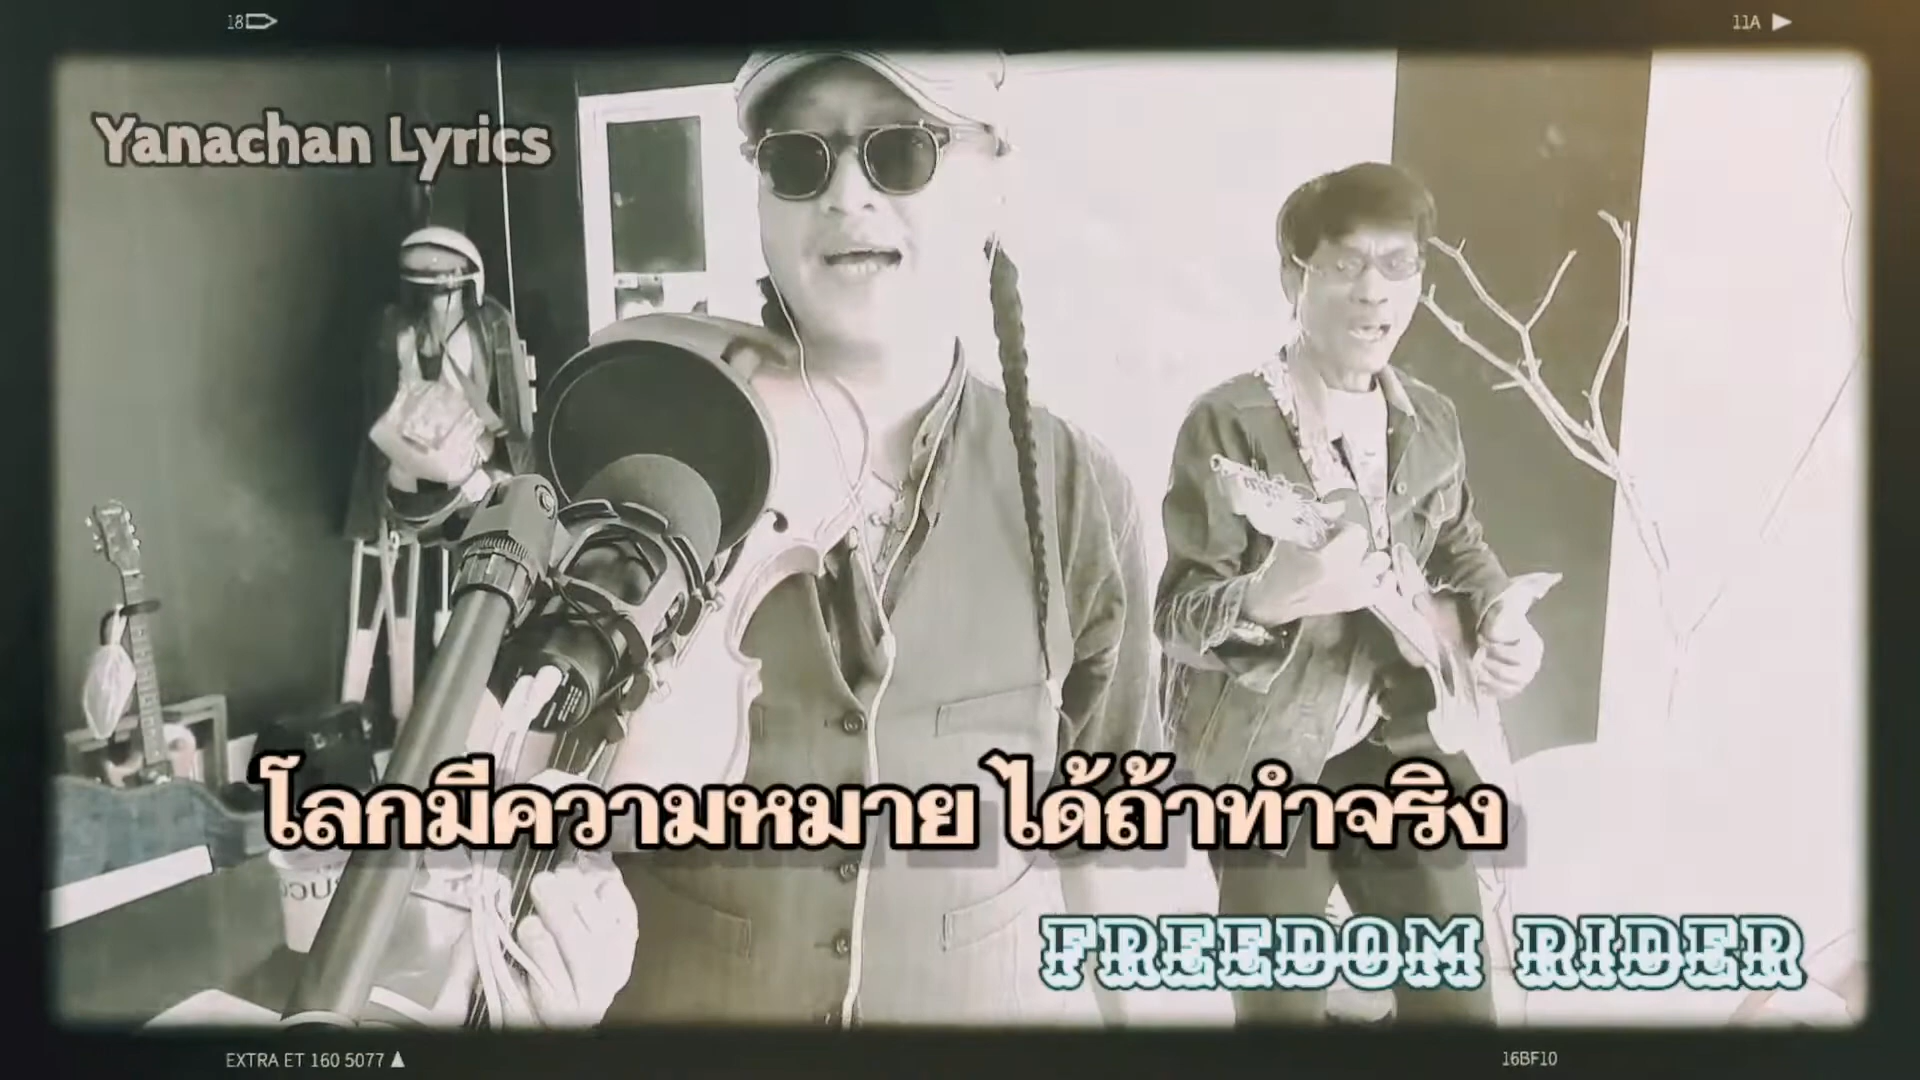 18
11A
Yanachan Lyrics
โลกมีความหมาย ได้ถ้าทำจริง
FREEDOM RIDER
EXTRA ET 160 5077
16BF10